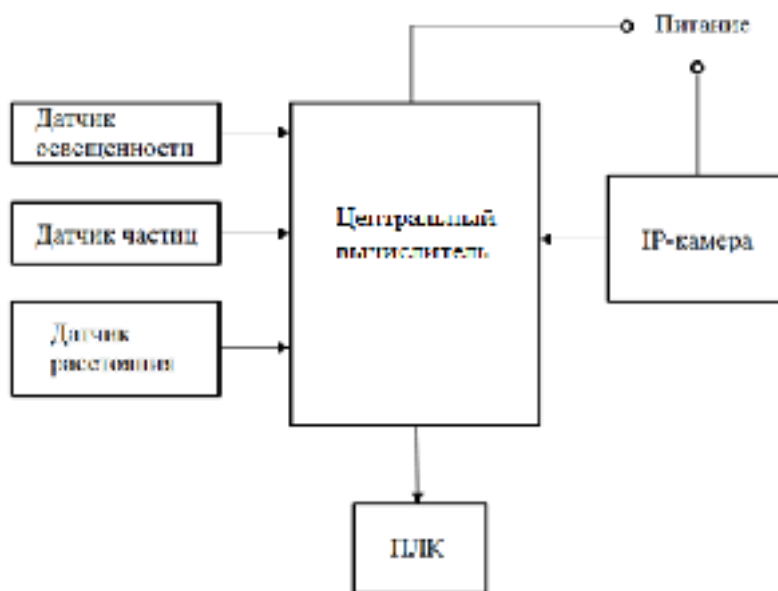 Питание
Датчик
освещенности
Датчик частиц
Датчик
расстояния
Центральный
вычислитель
IP-камера
ПЛК